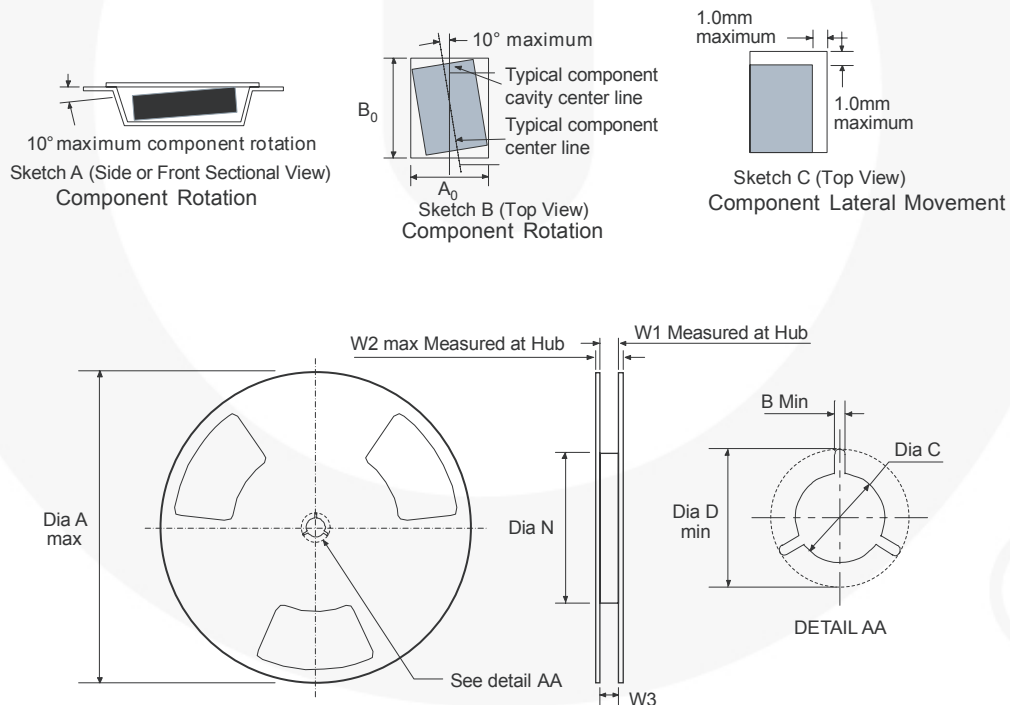 10° maximum component rotation
Sketch A (Side or Front Sectional View)
Component Rotation
10° maximum
Typical component
cavity center line
Typical component
center line
B0
A0
Sketch B (Top View)
Component Rotation
1.0mm
maximum
1.0mm
maximum
Sketch C (Top View)
Component Lateral Movement
W2 max Measured at Hub
W1 Measured at Hub
Dia A
max
See detail AA
Dia N
W3
B Min
Dia C
Dia D
min
DETAIL AA